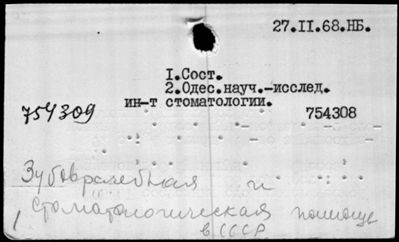 27.II.68.НБ.
I.Сост.
2.Одес.науч.-исслед.
ин-т стоматологии.
754309
754308
Зубоврачебная и
стоматологическая помощь
в СССР